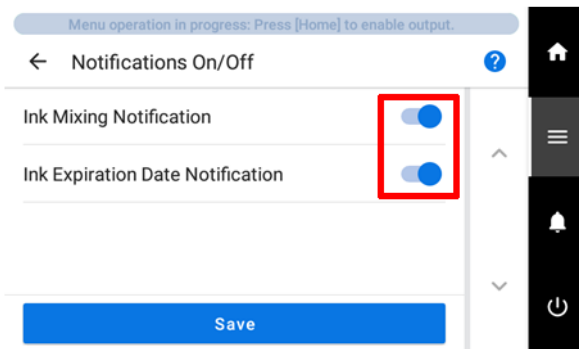 Menu operation in progress: Press [Home] to enable output.
Notifications On/Off
?
Ink Mixing Notification
Ink Expiration Date Notification
Save